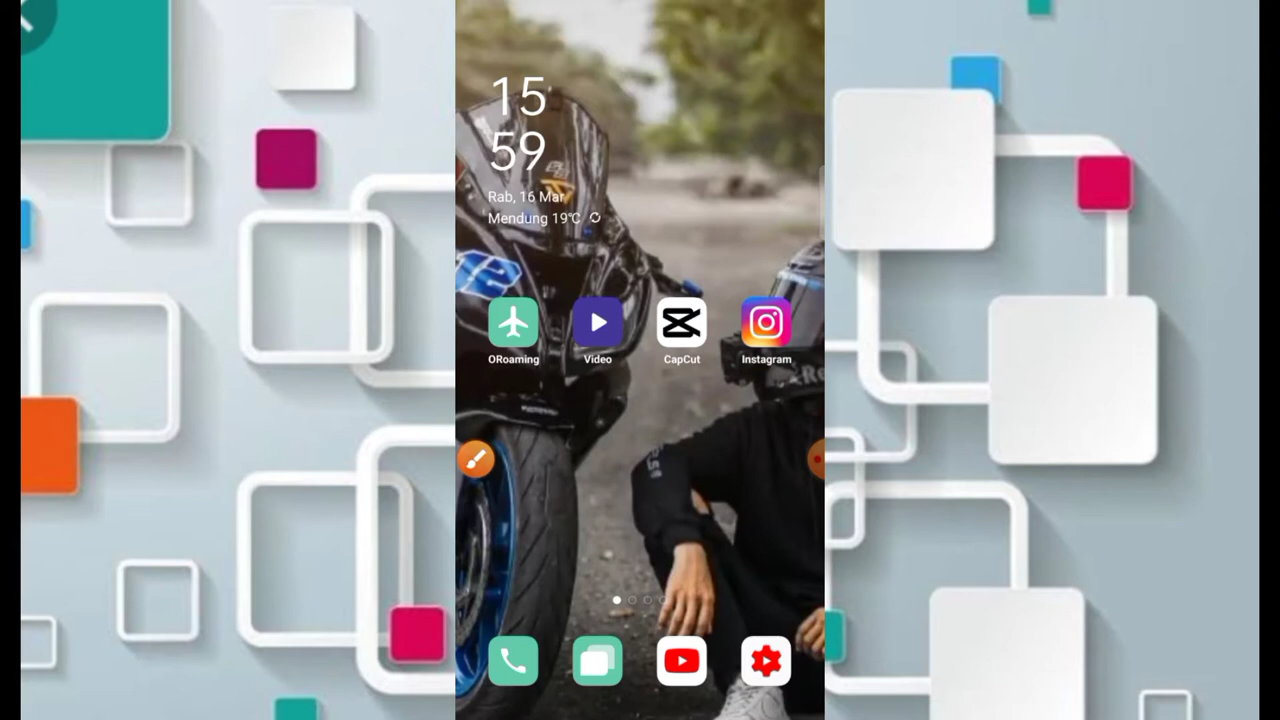 15
59
Rab, 16 Mar
Mendung 19°C
ORoaming
Video
CapCut
Instagram